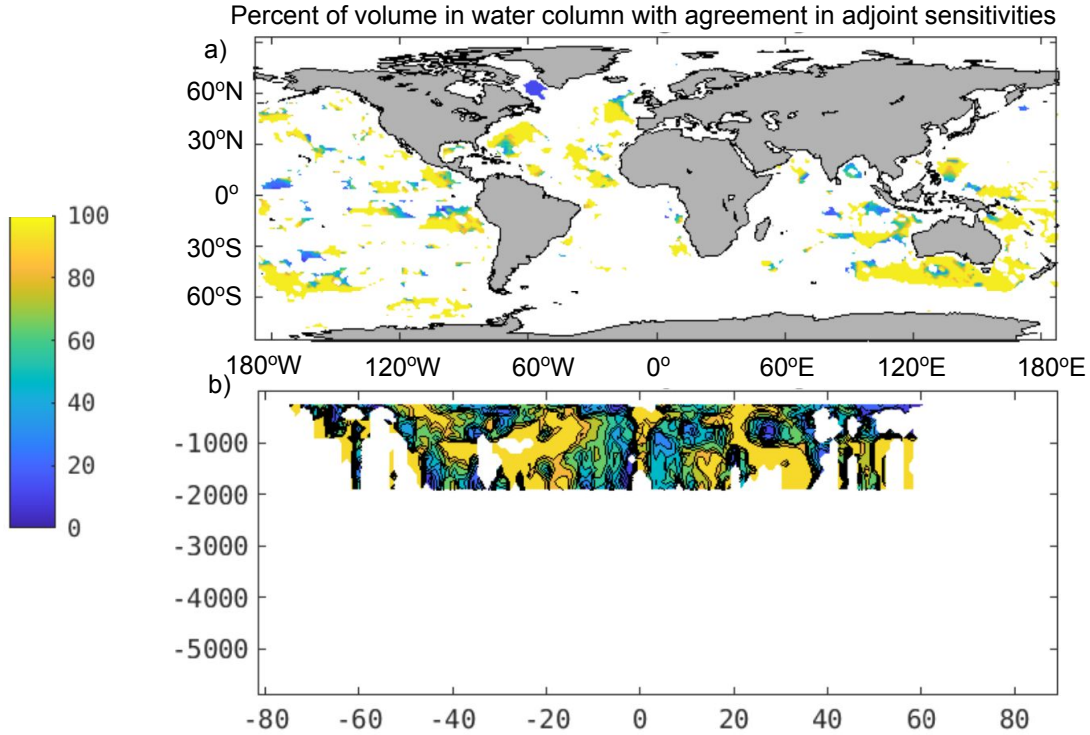 Percent of volume in water column with agreement in adjoint sensitivities
a)
60ºN
30ºN
0º
30ºS
60ºS
180ºW 120ºW 60ºW 0º 60ºE 120ºE 180ºE
100
80
60
40
20
0
b)
-1000
-2000
-3000
-4000
-5000
-80 -60 -40 -20 0 20 40 60 80